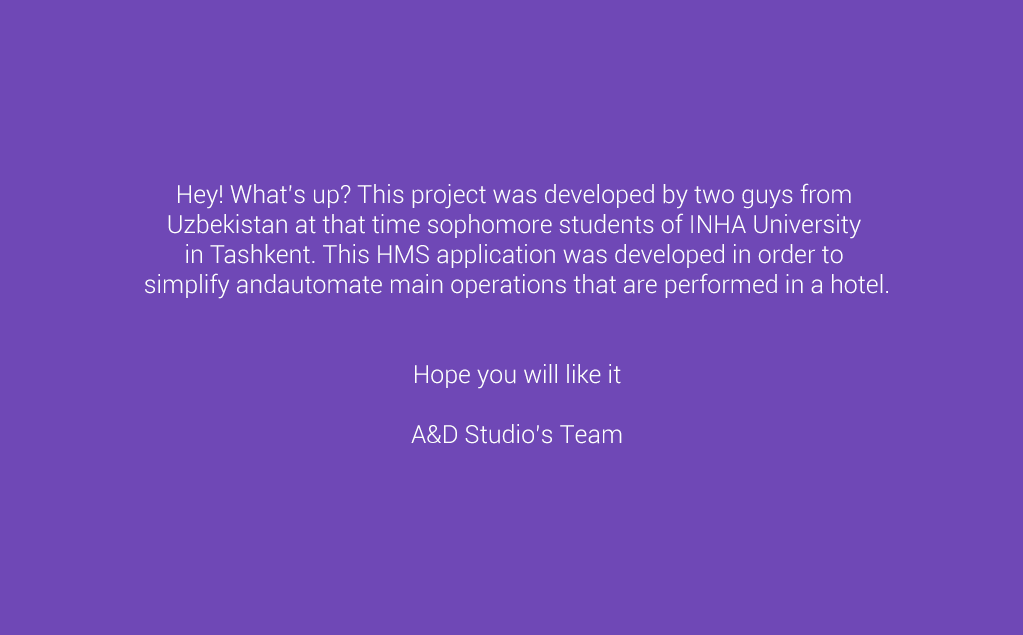 Hey! What's up? This project was developed by two guys from
Uzbekistan at that time sophomore students of INHA University
in Tashkent. This HMS application was developed in order to
simplify andautomate main operations that are performed in a hotel.
Hope you will like it
A&D Studio's Team